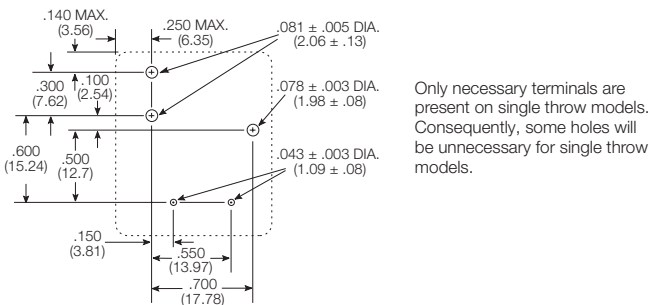 .140 MAX.
(3.56)
.250 MAX.
(6.35)
.081 ± .005 DIA.
(2.06 ± .13)
.300
(7.62)
.100
(2.54)
.078 ± .003 DIA.
(1.98 ± .08)
.600
(15.24)
.500
(12.7)
.043 ± .003 DIA.
(1.09 ± .08)
.150
(3.81)
.550
(13.97)
.700
(17.78)
Only necessary terminals are
present on single throw models.
Consequently, some holes will
be unnecessary for single throw
models.